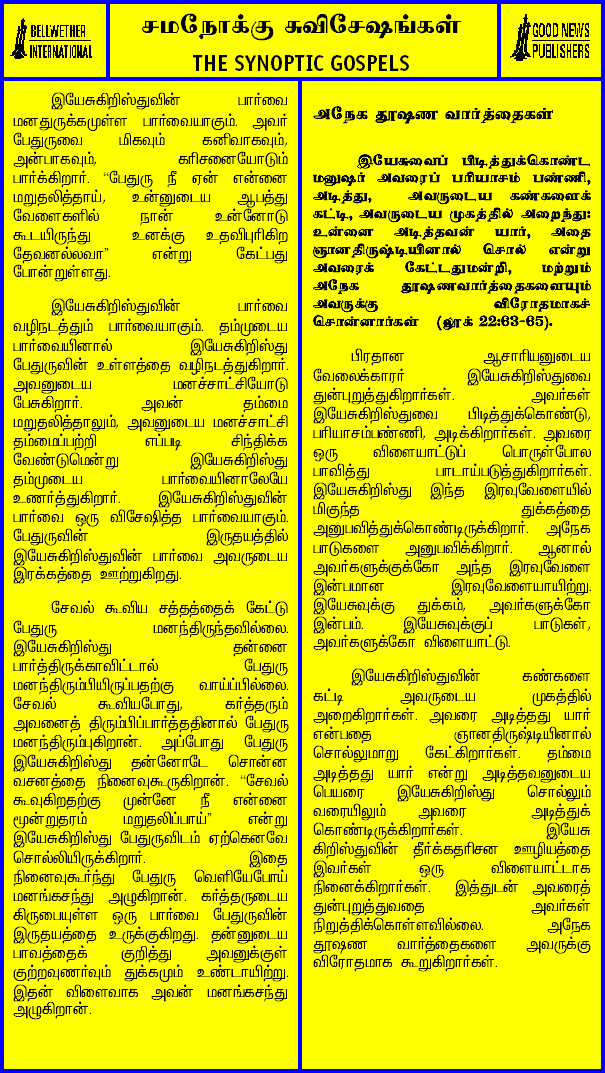 BELLWETHER
INTERNATIONAL
சமநோக்கு சுவிசேஷங்கள்
THE SYNOPTIC GOSPELS
GOOD NEWS
PUBLISHERS
இயேசுகிறிஸ்துவின் பார்வை
மனதுருக்கமுள்ள பார்வையாகும். அவர்
பேதுருவை மிகவும் கனிவாகவும்,
அன்பாகவும், கரிசனையோடும்
பார்க்கிறார். “பேதுரு நீ ஏன் என்னை
மறுதலித்தாய், உன்னுடைய ஆபத்து
வேளைகளில் நான் உன்னோடு
கூடயிருந்து உனக்கு உதவிபுரிகிற
தேவனல்லவா” என்று கேட்பது
போன்றுள்ளது.
இயேசுகிறிஸ்துவின் பார்வை
வழிநடத்தும் பார்வையாகும். தம்முடைய
பார்வையினால் இயேசுகிறிஸ்து
பேதுருவின் உள்ளத்தை வழிநடத்துகிறார்.
அவனுடைய மனச்சாட்சியோடு
பேசுகிறார். அவன் தம்மை
மறுதலித்தாலும், அவனுடைய மனச்சாட்சி
தம்மைப்பற்றி எப்படி சிந்திக்க
வேண்டுமென்று இயேசுகிறிஸ்து
தம்முடைய பார்வையினாலேயே
உணர்த்துகிறார். இயேசுகிறிஸ்துவின்
பார்வை ஒரு விசேஷித்த பார்வையாகும்.
பேதுருவின் இருதயத்தில்
இயேசுகிறிஸ்துவின் பார்வை அவருடைய
இரக்கத்தை ஊற்றுகிறது.
சேவல் கூவிய சத்தத்தைக் கேட்டு
பேதுரு மனந்திருந்தவில்லை.
இயேசுகிறிஸ்து தன்னை
பார்த்திருக்காவிட்டால் பேதுரு
மனந்திரும்பியிருப்பதற்கு வாய்ப்பில்லை.
சேவல் கூவியபோது, கர்த்தரும்
அவனைத் திரும்பிப்பார்த்ததினால் பேதுரு
மனந்திரும்புகிறான். அப்போது பேதுரு
இயேசுகிறிஸ்து தன்னோடே சொன்ன
வசனத்தை நினைவுகூருகிறான். “சேவல்
கூவுகிறதற்கு முன்னே நீ என்னை
மூன்றுதரம் மறுதலிப்பாய்” என்று
இயேசுகிறிஸ்து பேதுருவிடம் ஏற்கெனவே
சொல்லியிருக்கிறார். இதை
நினைவுகூர்ந்து பேதுரு வெளியேபோய்
மனங்கசந்து அழுகிறான். கர்த்தருடைய
கிருபையுள்ள ஒரு பார்வை பேதுருவின்
இருதயத்தை உருக்குகிறது. தன்னுடைய
பாவத்தைக் குறித்து அவனுக்குள்
குற்றவுணர்வும் துக்கமும் உண்டாயிற்று.
இதன் விளைவாக அவன் மனங்கசந்து
அழுகிறான்.
அநேக தூஷண வார்த்தைகள்
இயேசுவைப் பிடித்துக்கொண்ட
மனுஷர் அவரைப் பரியாசம் பண்ணி,
அடித்து, அவருடைய கண்களைக்
கட்டி, அவருடைய முகத்தில் அறைந்து:
உன்னை அடித்தவன் யார், அதை
ஞானதிருஷ்டியினால் சொல் என்று
அவரைக் கேட்டதுமன்றி, மற்றும்
அநேக தூஷணவார்த்தைகளையும்
அவருக்கு விரோதமாகச்
சொன்னார்கள் (லூக் 22:63-65).
பிரதான ஆசாரியனுடைய
வேலைக்காரர் இயேசுகிறிஸ்துவை
துன்புறுத்துகிறார்கள். அவர்கள்
இயேசுகிறிஸ்துவை பிடித்துக்கொண்டு,
பரியாசம்பண்ணி, அடிக்கிறார்கள். அவரை
ஒரு விளையாட்டுப் பொருள்போல
பாவித்து பாடாய்படுத்துகிறார்கள்.
இயேசுகிறிஸ்து இந்த இரவுவேளையில்
மிகுந்த துக்கத்தை
அனுபவித்துக்கொண்டிருக்கிறார். அநேக
பாடுகளை அனுபவிக்கிறார். ஆனால்
அவர்களுக்குக்கோ அந்த இரவுவேளை
இன்பமான இரவுவேளையாயிற்று.
இயேசுவுக்கு துக்கம், அவர்களுக்கோ
இன்பம். இயேசுவுக்குப் பாடுகள்,
அவர்களுக்கோ விளையாட்டு.
இயேசுகிறிஸ்துவின் கண்களை
கட்டி அவருடைய முகத்தில்
அறைகிறார்கள். அவரை அடித்தது யார்
என்பதை ஞானதிருஷ்டியினால்
சொல்லுமாறு கேட்கிறார்கள். தம்மை
அடித்தது யார் என்று அடித்தவனுடைய
பெயரை இயேசுகிறிஸ்து சொல்லும்
வரையிலும் அவரை அடித்துக்
கொண்டிருக்கிறார்கள். இயேசு
கிறிஸ்துவின் தீர்க்கதரிசன ஊழியத்தை
இவர்கள் ஒரு விளையாட்டாக
நினைக்கிறார்கள். இத்துடன் அவரைத்
துன்புறுத்துவதை அவர்கள்
நிறுத்திக்கொள்ளவில்லை. அநேக
தூஷண வார்த்தைகளை அவருக்கு
விரோதமாக கூறுகிறார்கள்.